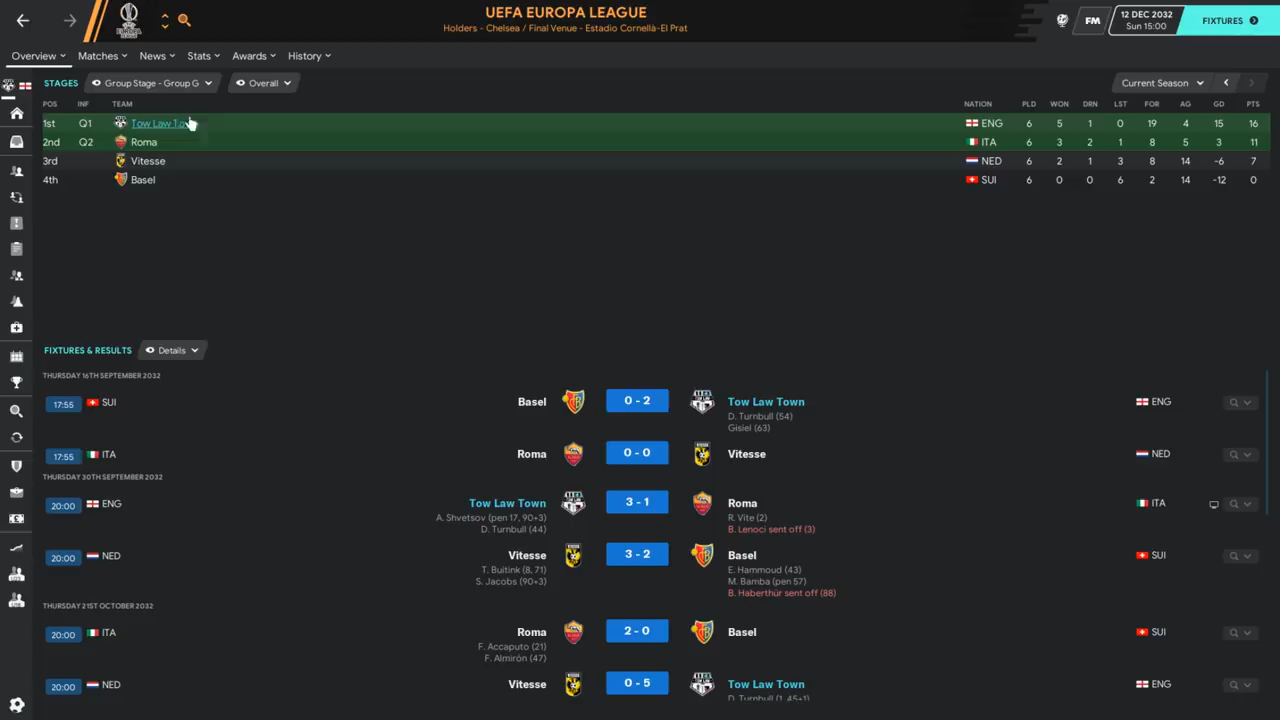 UEFA EUROPA LEAGUE
Holders - Chelsea / Final Venue - Estadio Cornellà-El Prat
FM
12 DEC 2032
Sun 15:00
FIXTURES
Overview Matches News Stats Awards History
STAGES Group Stage - Group G Overall Current Season
POS INF TEAM NATION PLD WON DRN LST FOR AG GD PTS
1st Q1 Tow Law ENG 6 5 1 0 19 4 15 16
2nd Q2 Roma ITA 6 3 2 1 8 5 3 11
3rd Vitesse NED 6 2 1 3 8 14 -6 7
4th Basel SUI 6 0 0 6 2 14 -12 0
FIXTURES & RESULTS Details
THURSDAY 16TH SEPTEMBER 2032
17:55 SUI Basel 0 - 2 Tow Law Town ENG
D. Turnbull (54)
Gisiel (63)
17:55 ITA Roma 0 - 0 Vitesse NED
THURSDAY 30TH SEPTEMBER 2032
20:00 ENG Tow Law Town 3 - 1 Roma ITA
A. Shvetsov (pen 17, 90+3) R. Vite (2)
D. Turnbull (44) B. Lenoci sent off (3)
20:00 NED Vitesse 3 - 2 Basel SUI
T. Buitink (8, 71) E. Hammoud (43)
S. Jacobs (90+3) M. Bamba (pen 57)
B. Haberthür sent off (88)
THURSDAY 21ST OCTOBER 2032
20:00 ITA Roma 2 - 0 Basel SUI
F. Accaputo (21)
F. Almirón (47)
20:00 NED Vitesse 0 - 5 Tow Law Town ENG
D. Turnbull (1, 45+1)